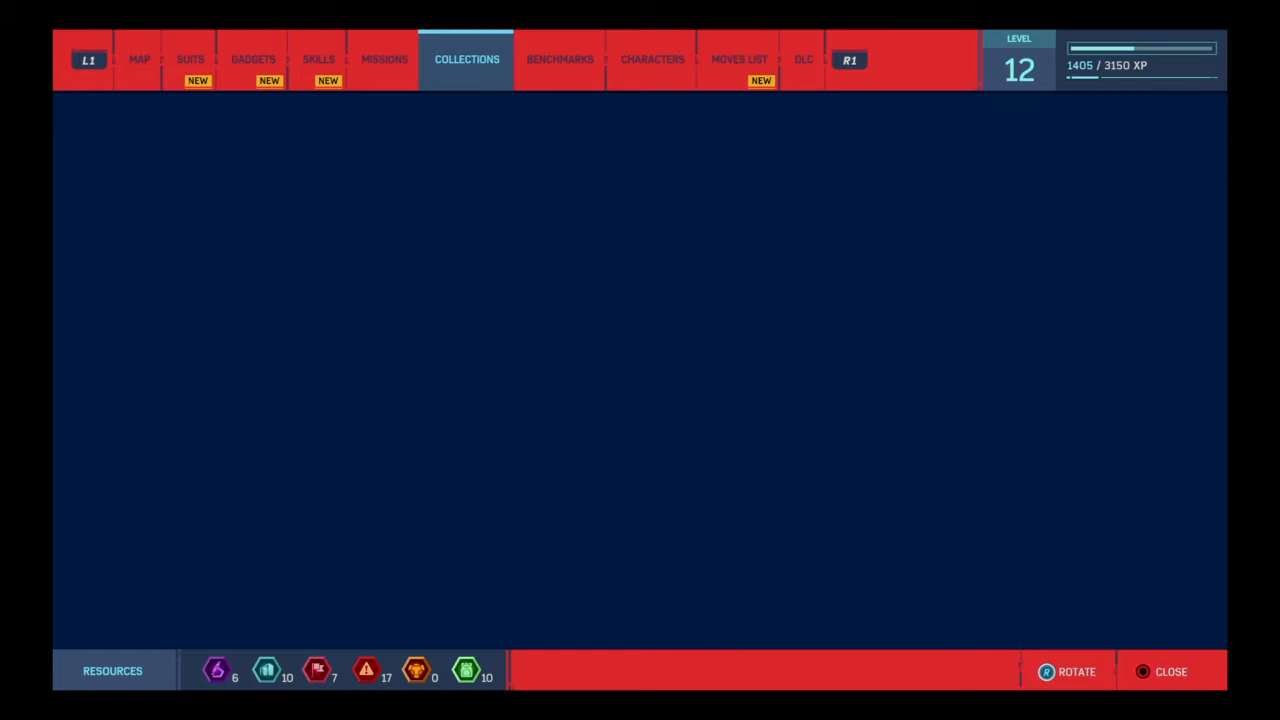 L1 MAP SUITS GADGETS SKILLS MISSIONS COLLECTIONS BENCHMARKS CHARACTERS MOVES LIST DLC R1
NEW NEW NEW NEW
LEVEL
12
1405 / 3150 XP
RESOURCES 6 10 7 17 0 10 R ROTATE CLOSE